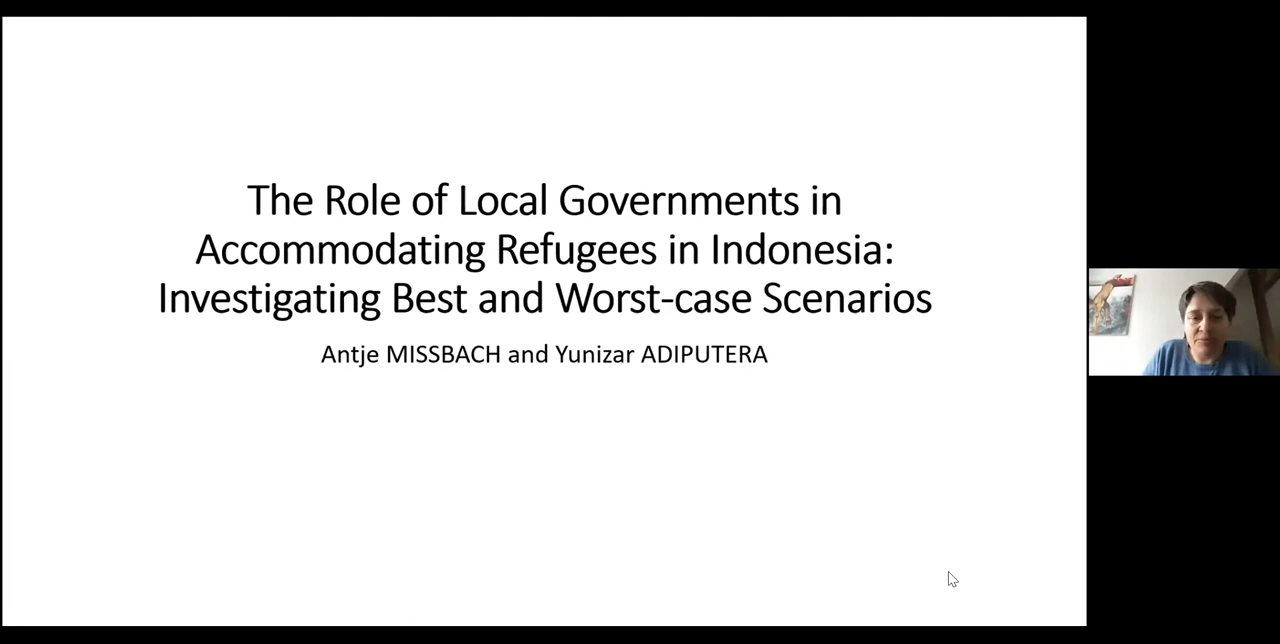 The Role of Local Governments in
Accommodating Refugees in Indonesia:
Investigating Best and Worst-case Scenarios
Antje MISSBACH and Yunizar ADIPUTERA